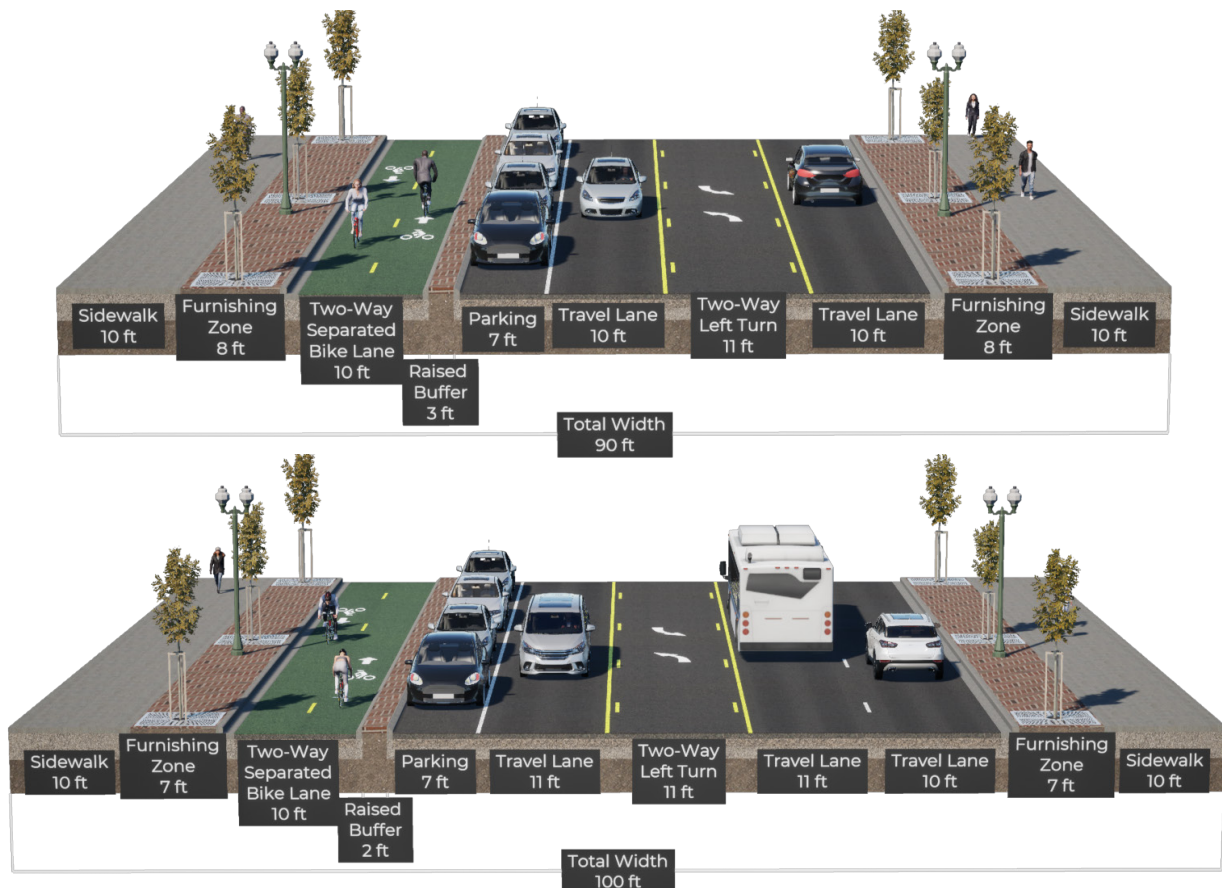 Sidewalk
10 ft
Furnishing
Zone
8 ft
Two-Way
Separated
Bike Lane
10 ft
Raised
Buffer
3 ft
Parking
7 ft
Travel Lane
10 ft
Two-Way
Left Turn
11 ft
Travel Lane
10 ft
Furnishing
Zone
8 ft
Sidewalk
10 ft
Total Width
90 ft
Sidewalk
10 ft
Furnishing
Zone
7 ft
Two-Way
Separated
Bike Lane
10 ft
Raised
Buffer
2 ft
Parking
7 ft
Travel Lane
11 ft
Two-Way
Left Turn
11 ft
Travel Lane
11 ft
Travel Lane
10 ft
Furnishing
Zone
7 ft
Sidewalk
10 ft
Total Width
100 ft